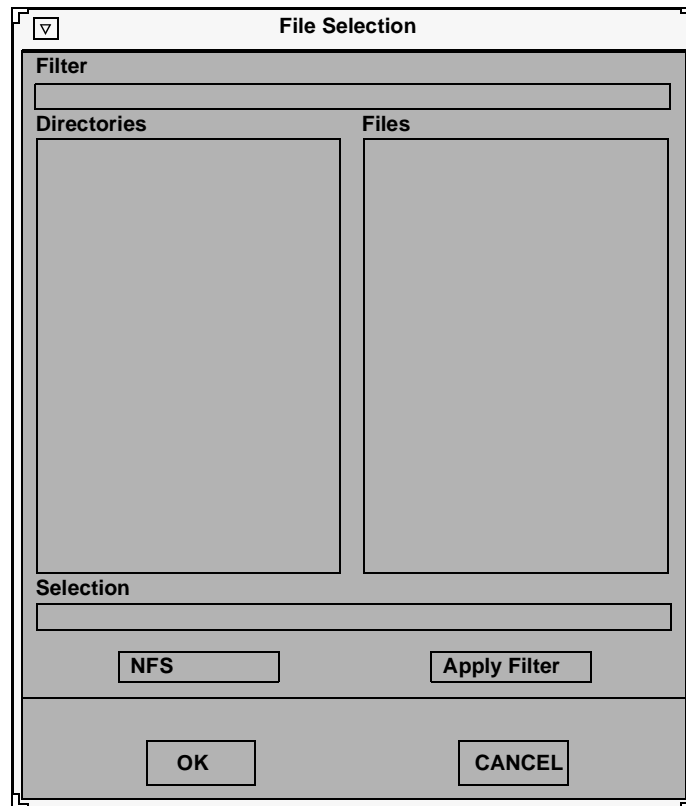 File Selection
Filter
Directories
Files
Selection
NFS
Apply Filter
OK
CANCEL